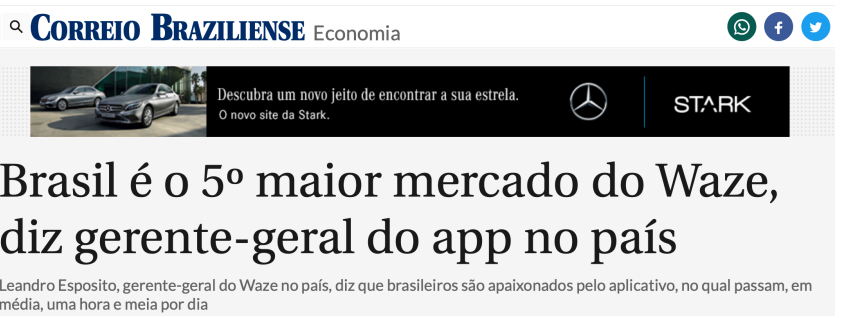 CORREIO BRAZILIENSE Economia
Descubra um novo jeito de encontrar a sua estrela.
O novo site da Stark.
STARK
Brasil é o 5º maior mercado do Waze,
diz gerente-geral do app no país
Leandro Esposito, gerente-geral do Waze no país, diz que brasileiros são apaixonados pelo aplicativo, no qual passam, em
média, uma hora e meia por dia